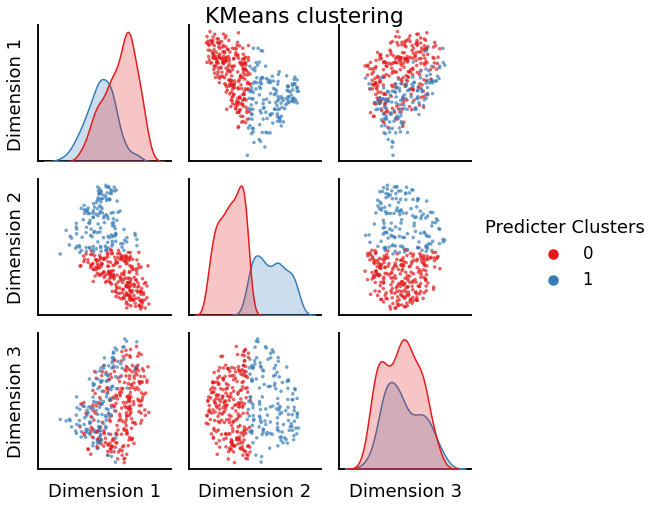 KMeans clustering
Dimension 1
Dimension 2
Dimension 3
Predicter Clusters
0
1
Dimension 1
Dimension 2
Dimension 3